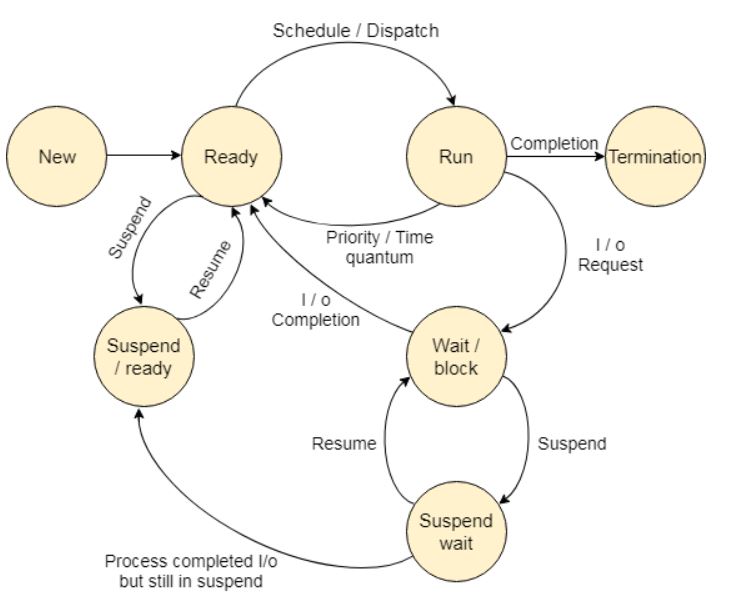 Schedule / Dispatch
New
Ready
Run
Completion
Termination
Suspend
Resume
Priority / Time
quantum
I / o
Request
I / o
Completion
Suspend
/ ready
Wait /
block
Resume
Suspend
Suspend
wait
Process completed I/o
but still in suspend